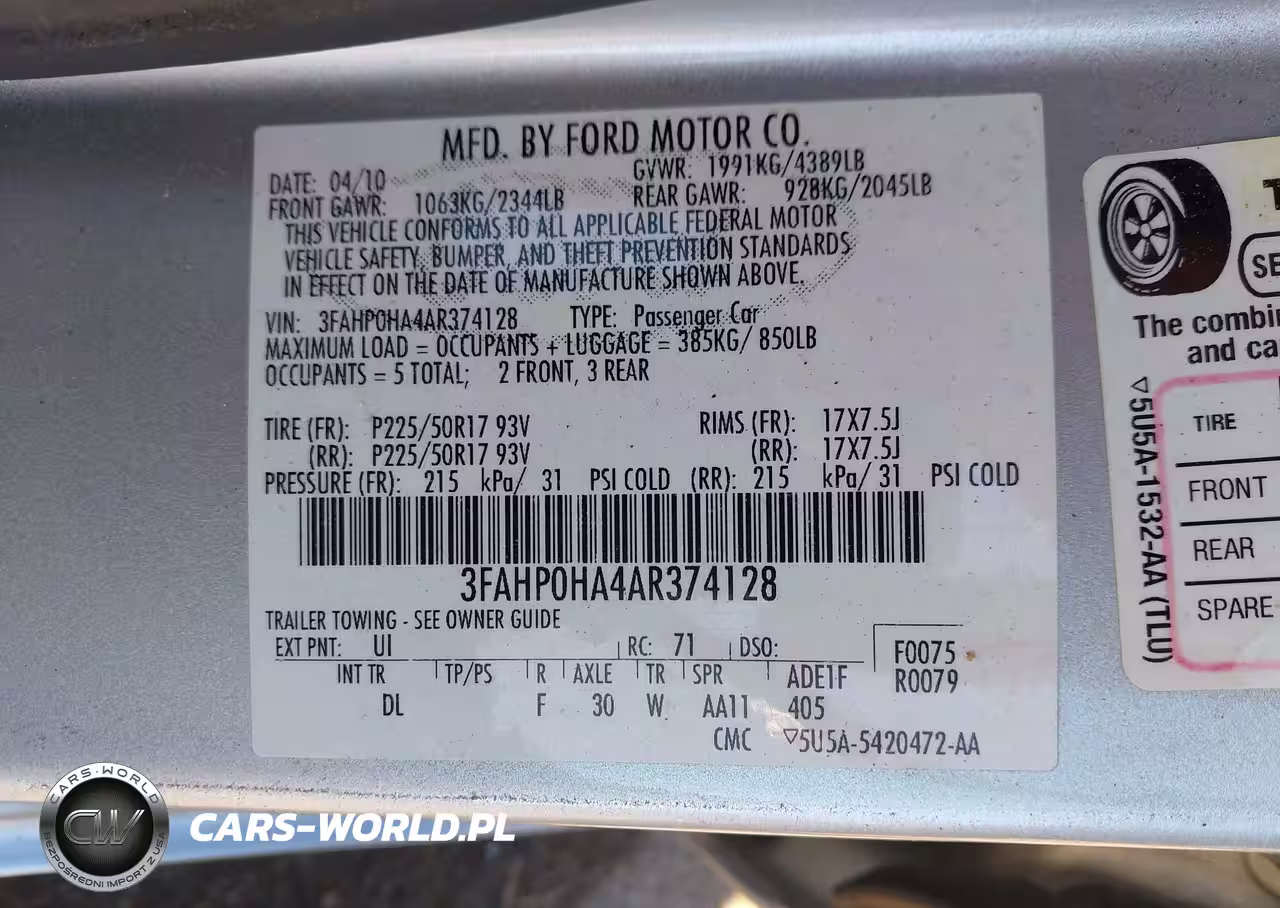 MFD. BY FORD MOTOR CO.
DATE: 04/10 GVWR: 1991KG/4389LB
FRONT GAWR: 1063KG/2344LB REAR GAWR: 928KG/2045LB
THIS VEHICLE CONFORMS TO ALL APPLICABLE FEDERAL MOTOR
VEHICLE SAFETY, BUMPER, AND THEFT PREVENTION STANDARDS
IN EFFECT ON THE DATE OF MANUFACTURE SHOWN ABOVE.
VIN: 3FAHP0HA4AR374128 TYPE: Passenger Car
MAXIMUM LOAD = OCCUPANTS + LUGGAGE = 385KG/ 850LB
OCCUPANTS = 5 TOTAL; 2 FRONT, 3 REAR
TIRE (FR): P225/50R17 93V RIMS (FR): 17X7.5J
(RR): P225/50R17 93V (RR): 17X7.5J
PRESSURE (FR): 215 kPa/ 31 PSI COLD (RR): 215 kPa/ 31 PSI COLD
3FAHP0HA4AR374128
TRAILER TOWING - SEE OWNER GUIDE
EXT PNT: UI RC: 71 DSO: F0075
INT TR TP/PS R AXLE TR SPR ADE1F R0079
DL F 30 W AA11 405
CMC ▽5U5A-5420472-AA
The combin
and ca
▽5U5A-1532-AA (TLU)
TIRE
FRONT
REAR
SPARE
CARS-WORLD
CW
BEZPOŚREDNI IMPORT Z USA
CARS-WORLD.PL